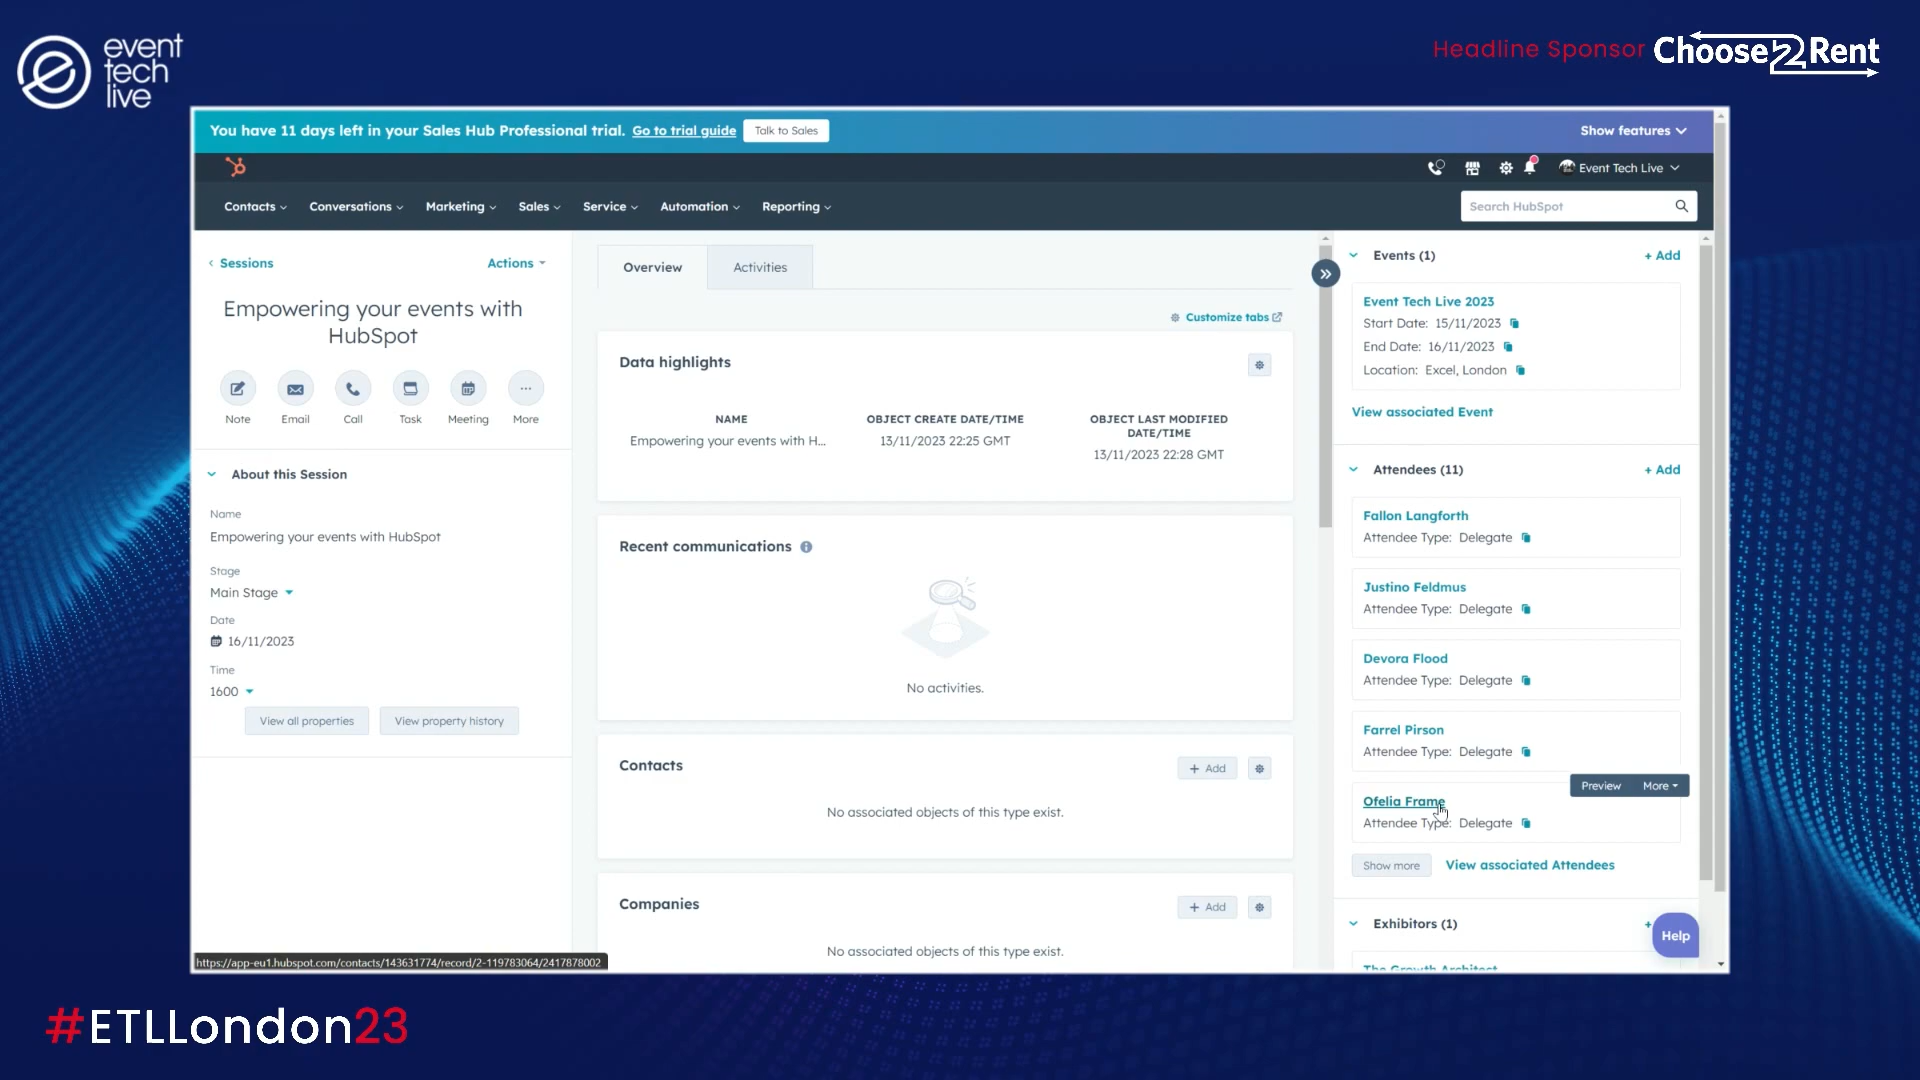 event
tech
live
Headline Sponsor Choose2Rent
You have 11 days left in your Sales Hub Professional trial. Go to trial guide Talk to Sales Show features
Event Tech Live
Contacts Conversations Marketing Sales Service Automation Reporting Search HubSpot
Sessions Actions
Empowering your events with
HubSpot
Note Email Call Task Meeting More
About this Session
Name
Empowering your events with HubSpot
Stage
Main Stage
Date
16/11/2023
Time
1600
View all properties View property history
Overview Activities
Customize tabs
Data highlights
NAME
Empowering your events with H...
OBJECT CREATE DATE/TIME
13/11/2023 22:25 GMT
OBJECT LAST MODIFIED
DATE/TIME
13/11/2023 22:28 GMT
Recent communications
No activities.
Contacts
+ Add
No associated objects of this type exist.
Companies
+ Add
No associated objects of this type exist.
Events (1) + Add
Event Tech Live 2023
Start Date: 15/11/2023
End Date: 16/11/2023
Location: Excel, London
View associated Event
Attendees (11) + Add
Fallon Langforth
Attendee Type: Delegate
Justino Feldmus
Attendee Type: Delegate
Devora Flood
Attendee Type: Delegate
Farrel Pirson
Attendee Type: Delegate
Preview More
Ofelia Frame
Attendee Type: Delegate
Show more View associated Attendees
Exhibitors (1) +
The Growth Architect
Help
https://app-eu1.hubspot.com/contacts/143631774/record/2-119783064/2417878002
#ETLLondon23